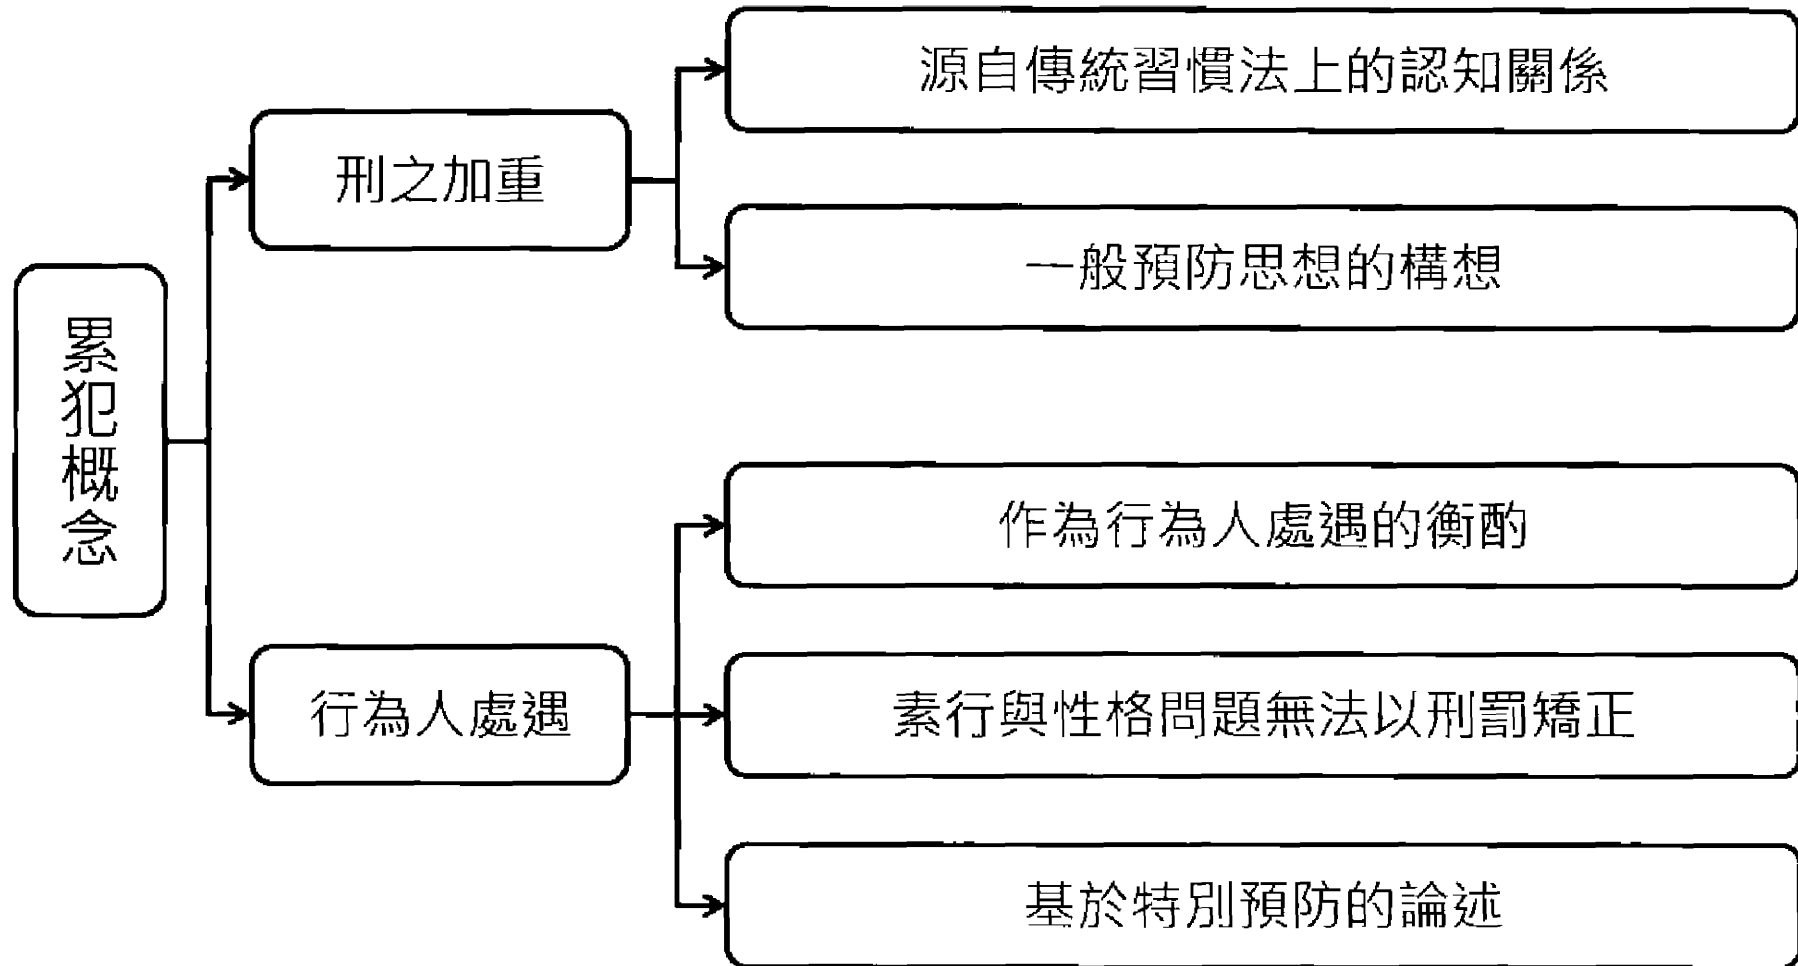 累犯概念
刑之加重
源自傳統習慣法上的認知關係
一般預防思想的構想
行為人處遇
作為行為人處遇的衡酌
素行與性格問題無法以刑罰矯正
基於特別預防的論述